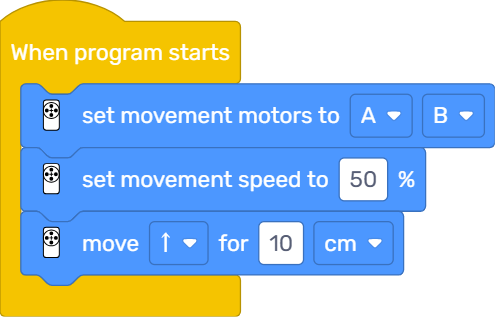 When program starts
set movement motors to A B
set movement speed to 50 %
move ↑ for 10 cm